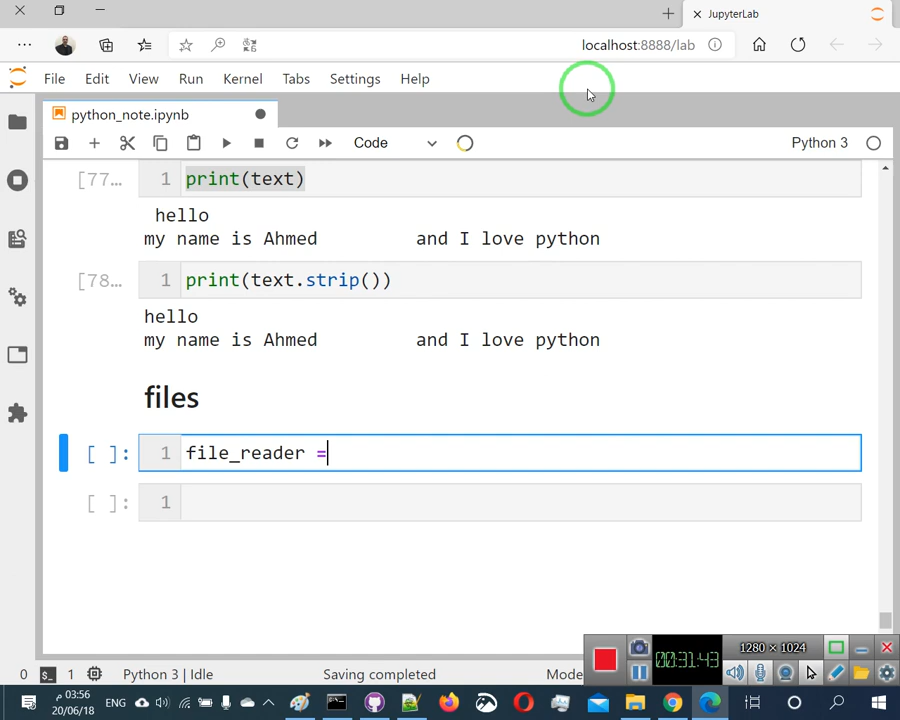 JupyterLab
localhost:8888/lab
File Edit View Run Kernel Tabs Settings Help
python_note.ipynb
Code Python 3
[77… 1 print(text)
hello
my name is Ahmed and I love python
[78… 1 print(text.strip())
hello
my name is Ahmed and I love python
files
[ ]: 1 file_reader =
[ ]: 1
00:31:43 1280 × 1024
0 1 Python 3 | Idle Saving completed Mode
03:56 م
20/06/18
ENG